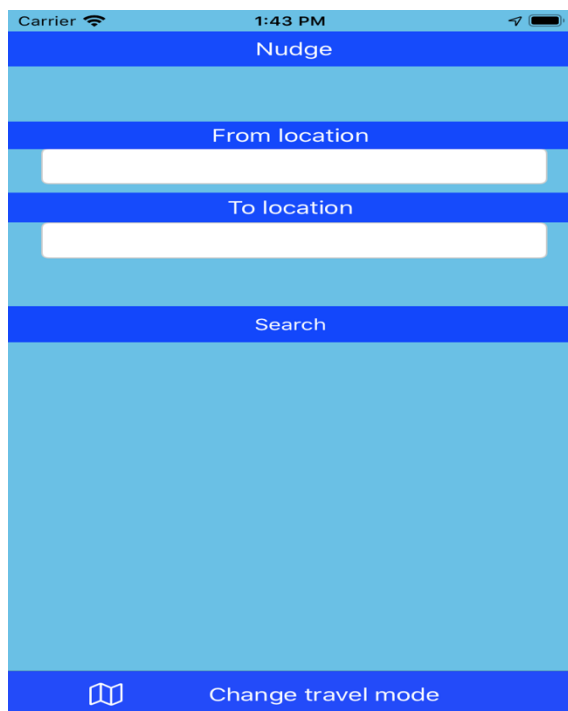 Carrier 1:43 PM
Nudge
From location
To location
Search
Change travel mode